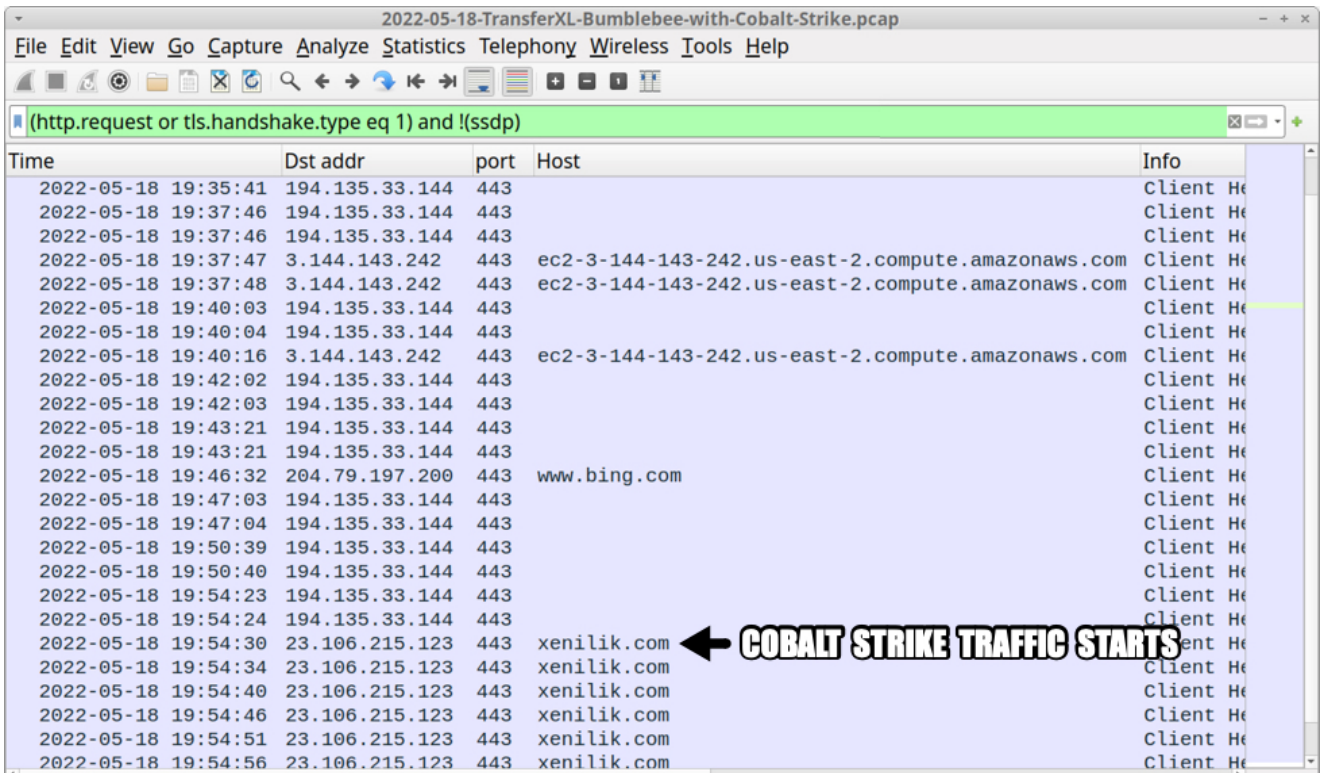 2022-05-18-TransferXL-Bumblebee-with-Cobalt-Strike.pcap
File Edit View Go Capture Analyze Statistics Telephony Wireless Tools Help
(http.request or tls.handshake.type eq 1) and !(ssdp)
Time Dst addr port Host Info
2022-05-18 19:35:41 194.135.33.144 443 Client He
2022-05-18 19:37:46 194.135.33.144 443 Client He
2022-05-18 19:37:46 194.135.33.144 443 Client He
2022-05-18 19:37:47 3.144.143.242 443 ec2-3-144-143-242.us-east-2.compute.amazonaws.com Client He
2022-05-18 19:37:48 3.144.143.242 443 ec2-3-144-143-242.us-east-2.compute.amazonaws.com Client He
2022-05-18 19:40:03 194.135.33.144 443 Client He
2022-05-18 19:40:04 194.135.33.144 443 Client He
2022-05-18 19:40:16 3.144.143.242 443 ec2-3-144-143-242.us-east-2.compute.amazonaws.com Client He
2022-05-18 19:42:02 194.135.33.144 443 Client He
2022-05-18 19:42:03 194.135.33.144 443 Client He
2022-05-18 19:43:21 194.135.33.144 443 Client He
2022-05-18 19:43:21 194.135.33.144 443 Client He
2022-05-18 19:46:32 204.79.197.200 443 www.bing.com Client He
2022-05-18 19:47:03 194.135.33.144 443 Client He
2022-05-18 19:47:04 194.135.33.144 443 Client He
2022-05-18 19:50:39 194.135.33.144 443 Client He
2022-05-18 19:50:40 194.135.33.144 443 Client He
2022-05-18 19:54:23 194.135.33.144 443 Client He
2022-05-18 19:54:24 194.135.33.144 443 Client He
2022-05-18 19:54:30 23.106.215.123 443 xenilik.com COBALT STRIKE TRAFFIC STARTS ent He
2022-05-18 19:54:34 23.106.215.123 443 xenilik.com Client He
2022-05-18 19:54:40 23.106.215.123 443 xenilik.com Client He
2022-05-18 19:54:46 23.106.215.123 443 xenilik.com Client He
2022-05-18 19:54:51 23.106.215.123 443 xenilik.com Client He
2022-05-18 19:54:56 23.106.215.123 443 xenilik.com Client He